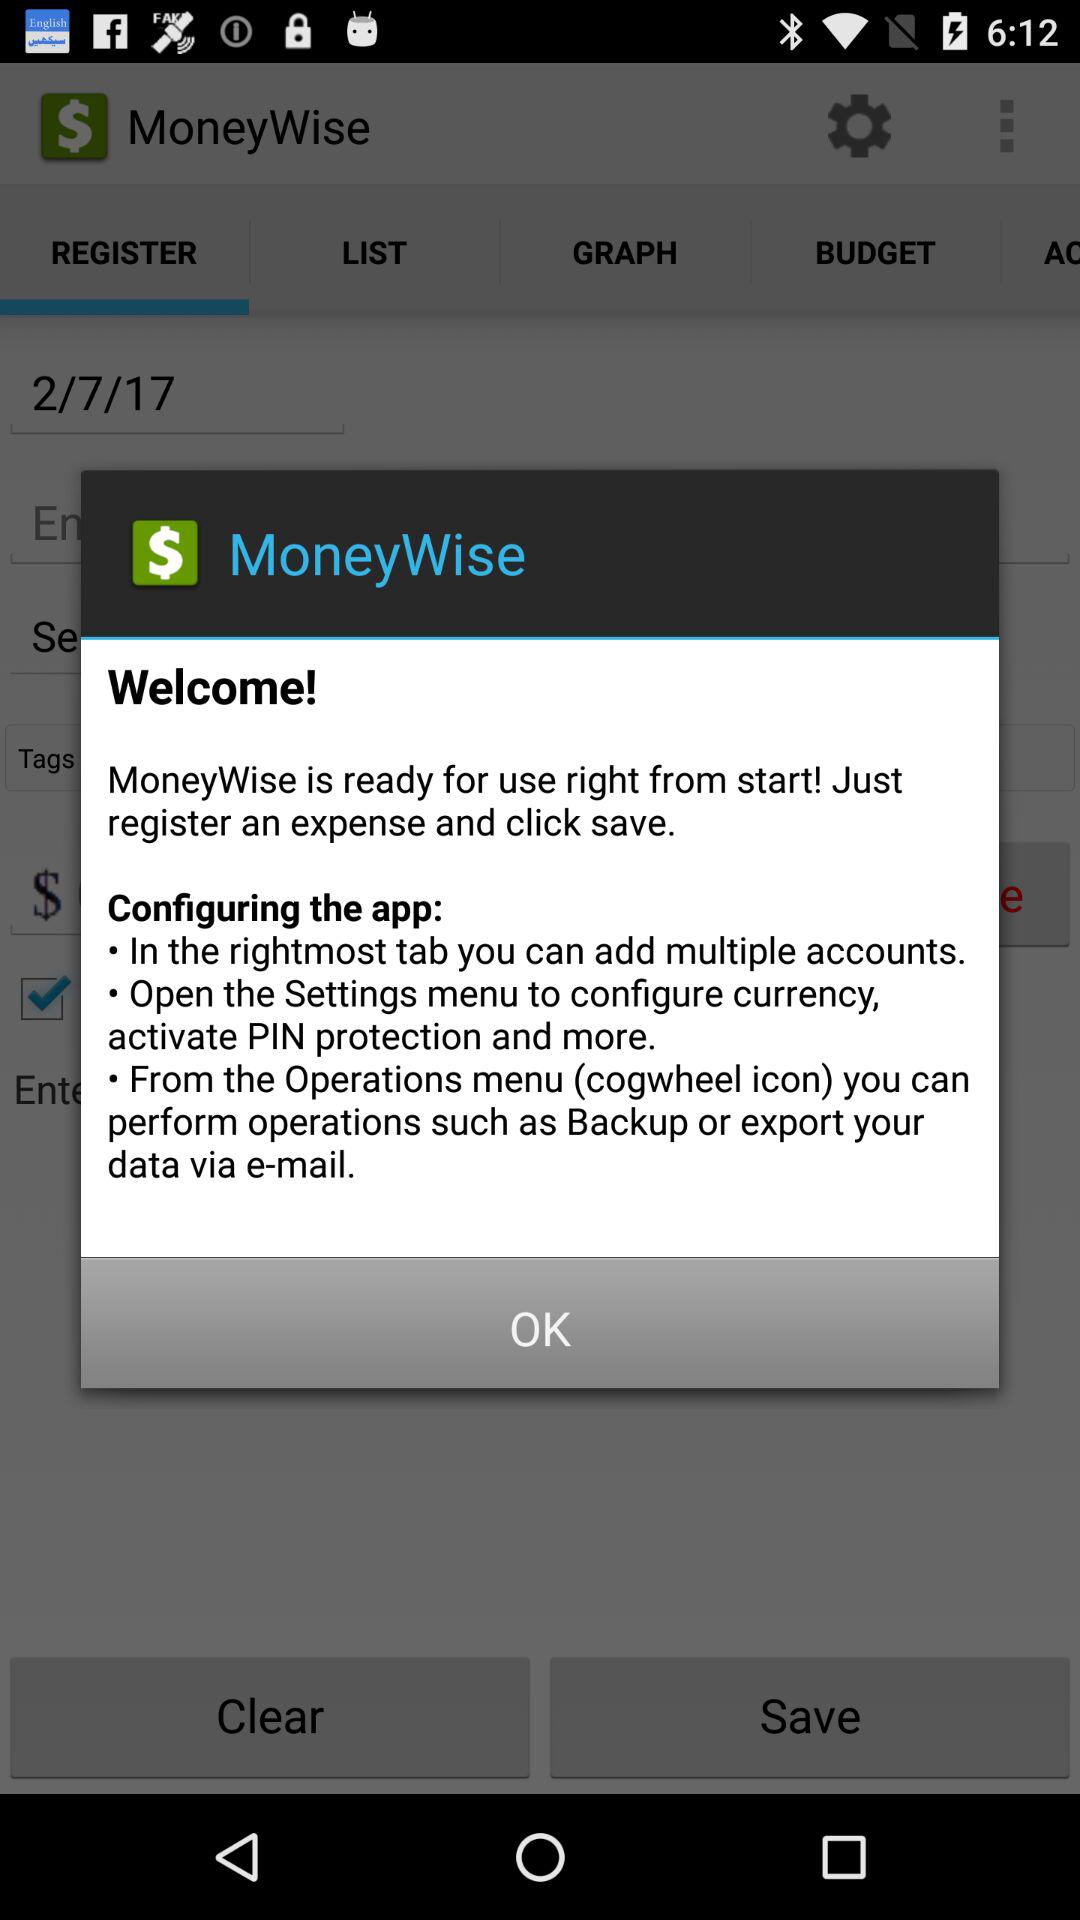 English
سیکھیں
FAKE
6:12
MoneyWise
REGISTER LIST GRAPH BUDGET AC
2/7/17
En
MoneyWise
Se
Welcome!
Tags
MoneyWise is ready for use right from start! Just
register an expense and click save.
$
e
Configuring the app:
• In the rightmost tab you can add multiple accounts.
• Open the Settings menu to configure currency,
activate PIN protection and more.
• From the Operations menu (cogwheel icon) you can
Ente
perform operations such as Backup or export your
data via e-mail.
OK
Clear Save